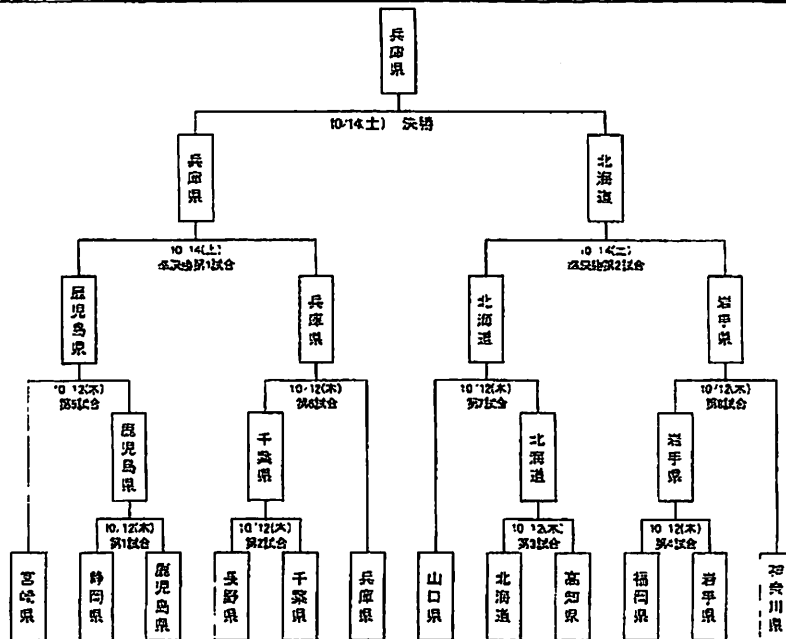 兵庫県
10/14(土) 決勝
兵庫県
北海道
10/14(土)
準決勝第1試合
10/14(土)
準決勝第2試合
鹿児島県
兵庫県
北海道
岩手県
10/12(木)
第5試合
10/12(木)
第6試合
10/12(木)
第7試合
10/12(木)
第8試合
鹿児島県
千葉県
北海道
岩手県
10/12(木)
第1試合
10/12(木)
第2試合
10/12(木)
第3試合
10/12(木)
第4試合
宮崎県
静岡県
鹿児島県
長野県
千葉県
兵庫県
山口県
北海道
高知県
福岡県
岩手県
神奈川県